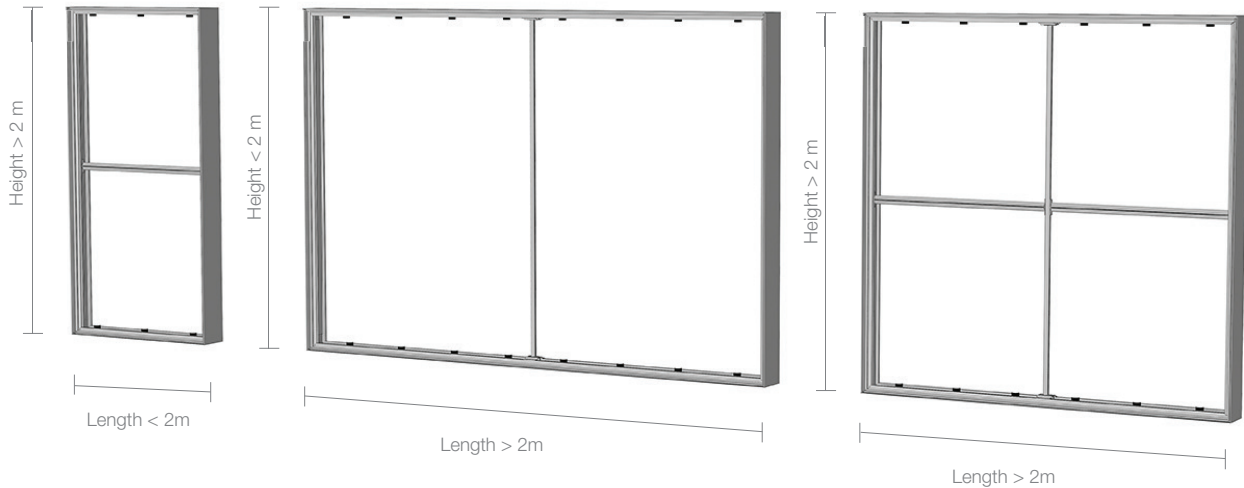 Height > 2 m
Length < 2m
Height < 2 m
Length > 2m
Height > 2 m
Length > 2m